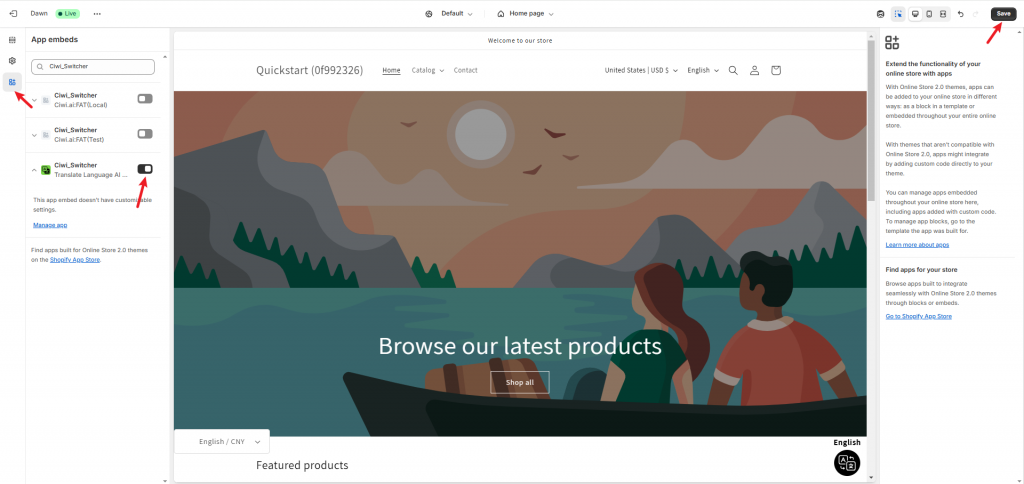 Dawn
Live
Default
Home page
Save
App embeds
Ciwi_Switcher
Ciwi_Switcher
Ciwi.ai:FAT(Local)
Ciwi_Switcher
Ciwi.ai:FAT(Test)
Ciwi_Switcher
Translate Language AI ...
This app embed doesn't have customizable
settings.
Manage app
Find apps built for Online Store 2.0 themes
on the Shopify App Store.
Welcome to our store
Quickstart (0f992326)
Home
Catalog
Contact
United States | USD $
English
Browse our latest products
Shop all
English / CNY
English
Featured products
Extend the functionality of your
online store with apps
With Online Store 2.0 themes, apps can
be added to your online store in different
ways: as a block in a template or
embedded throughout your entire online
store.
With themes that aren't compatible with
Online Store 2.0, apps might integrate
by adding custom code directly to your
theme.
You can manage apps embedded
throughout your online store here,
including apps added with custom code.
To manage app blocks, go to the
template the app was built for.
Learn more about apps
Find apps for your store
Browse apps built to integrate
seamlessly with Online Store 2.0 themes
through blocks or embeds.
Go to Shopify App Store